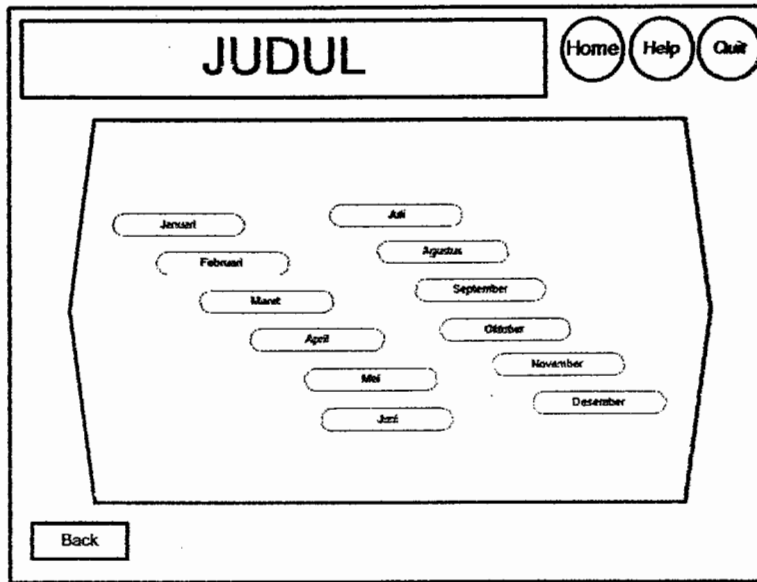 JUDUL
Home Help Quit
Januari
Februari
Maret
April
Mei
Juni
Juli
Agustus
September
Oktober
November
Desember
Back